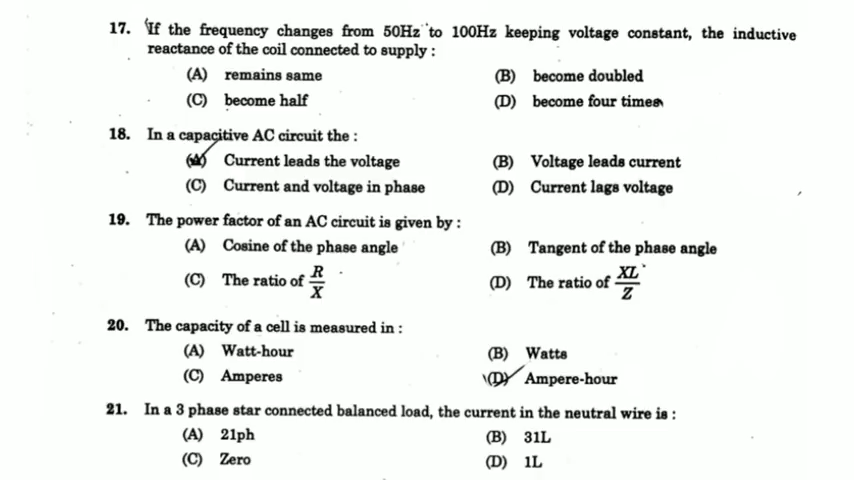 17. If the frequency changes from 50Hz to 100Hz keeping voltage constant, the inductive
reactance of the coil connected to supply :
(A) remains same (B) become doubled
(C) become half (D) become four times
18. In a capacitive AC circuit the :
(A) Current leads the voltage (B) Voltage leads current
(C) Current and voltage in phase (D) Current lags voltage
19. The power factor of an AC circuit is given by :
(A) Cosine of the phase angle (B) Tangent of the phase angle
(C) The ratio of R/X (D) The ratio of XL/Z
20. The capacity of a cell is measured in :
(A) Watt-hour (B) Watts
(C) Amperes (D) Ampere-hour
21. In a 3 phase star connected balanced load, the current in the neutral wire is :
(A) 21ph (B) 31L
(C) Zero (D) 1L